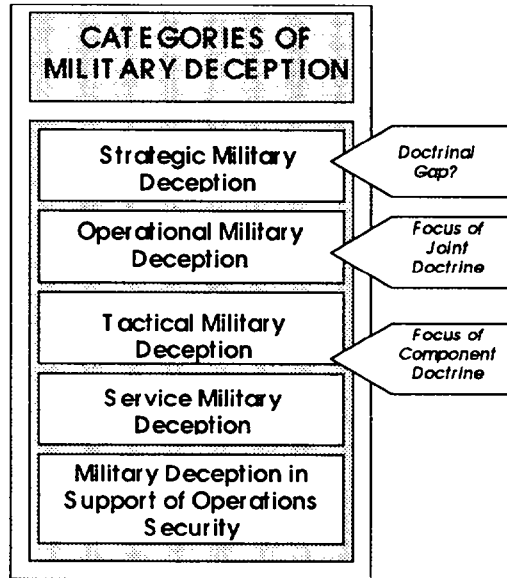 CATEGORIES OF
MILITARY DECEPTION
Strategic Military
Deception
Doctrinal
Gap?
Operational Military
Deception
Focus of
Joint
Doctrine
Tactical Military
Deception
Focus of
Component
Doctrine
Service Military
Deception
Military Deception in
Support of Operations
Security